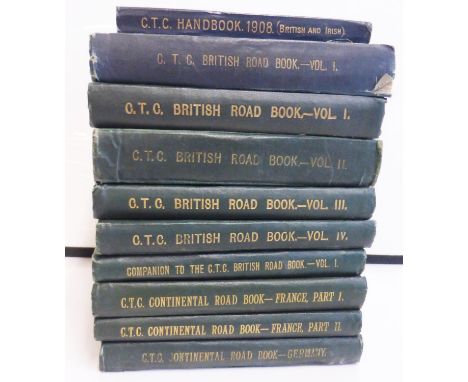 C.T.C. HANDBOOK. 1908. (BRITISH AND IRISH)
C. T. C. BRITISH ROAD BOOK.—VOL. I.
C.T.C. BRITISH ROAD BOOK.—VOL. I.
C.T.C. BRITISH ROAD BOOK.—VOL. II.
C.T.C. BRITISH ROAD BOOK.—VOL. III.
C.T.C. BRITISH ROAD BOOK.—VOL. IV.
COMPANION TO THE C.T.C. BRITISH ROAD BOOK.—VOL. I.
C.T.C. CONTINENTAL ROAD BOOK—FRANCE, PART I.
C.T.C. CONTINENTAL ROAD BOOK—FRANCE, PART II.
C.T.C. CONTINENTAL ROAD BOOK—GERMANY.